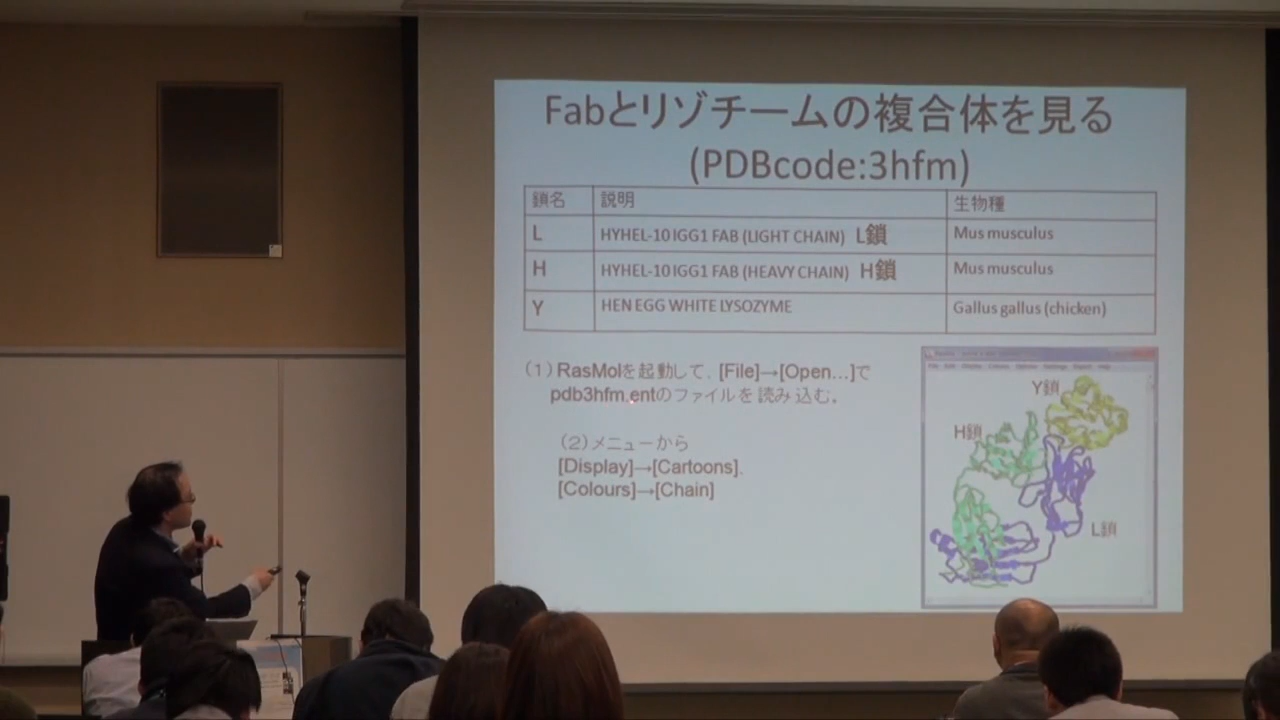 Fabとリゾチームの複合体を見る
(PDBcode:3hfm)
鎖名 説明 生物種
L HYHEL-10 IGG1 FAB (LIGHT CHAIN) L鎖 Mus musculus
H HYHEL-10 IGG1 FAB (HEAVY CHAIN) H鎖 Mus musculus
Y HEN EGG WHITE LYSOZYME Gallus gallus (chicken)
(1) RasMolを起動して、[File]→[Open...]で
pdb3hfm.entのファイルを読み込む。
(2)メニューから
[Display]→[Cartoons].
[Colours]→[Chain]
Y鎖
H鎖
L鎖